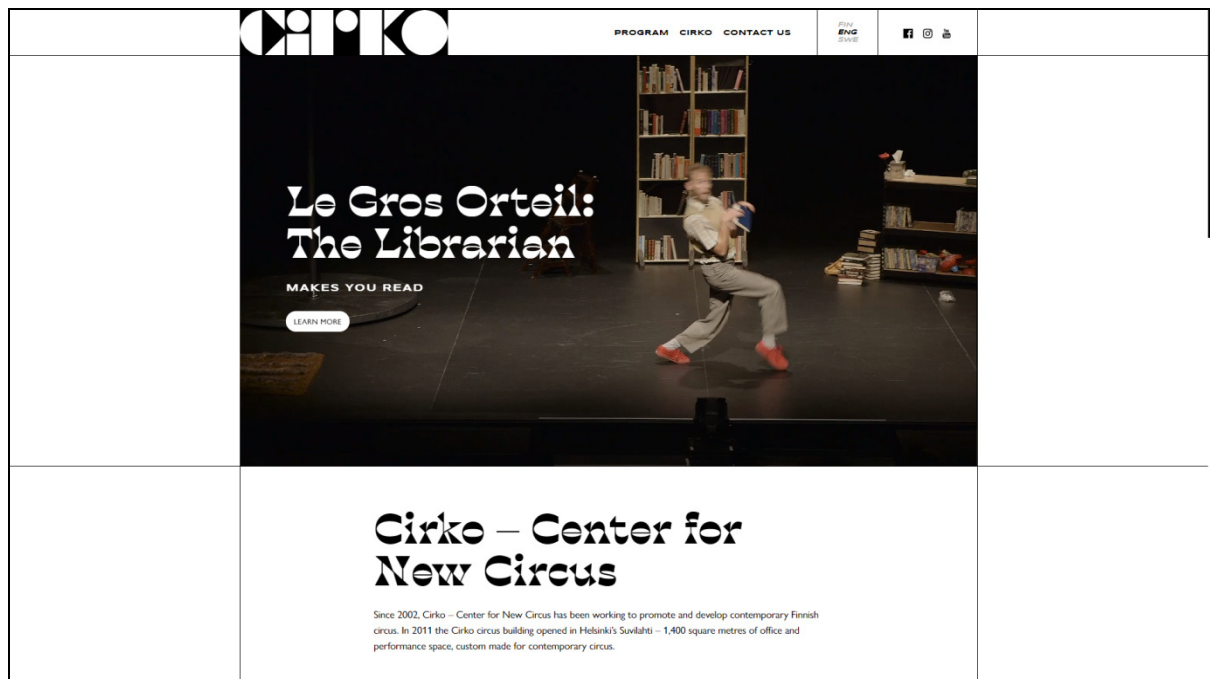 Cirko
PROGRAM CIRKO CONTACT US
FIN
ENG
SWE
Le Gros Orteil:
The Librarian
MAKES YOU READ
LEARN MORE
Cirko – Center for
New Circus
Since 2002, Cirko – Center for New Circus has been working to promote and develop contemporary Finnish
circus. In 2011 the Cirko circus building opened in Helsinki's Suvilahti – 1,400 square metres of office and
performance space, custom made for contemporary circus.